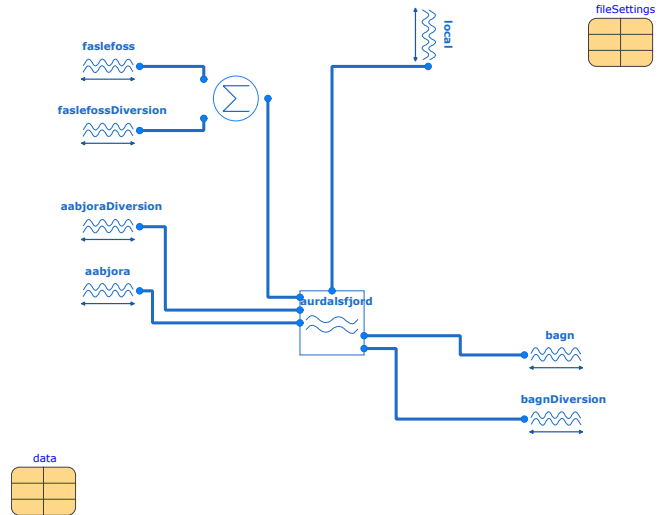 fileSettings
local
faslefoss
faslefossDiversion
aabjoraDiversion
aabjora
aurdalsfjord
bagn
bagnDiversion
data